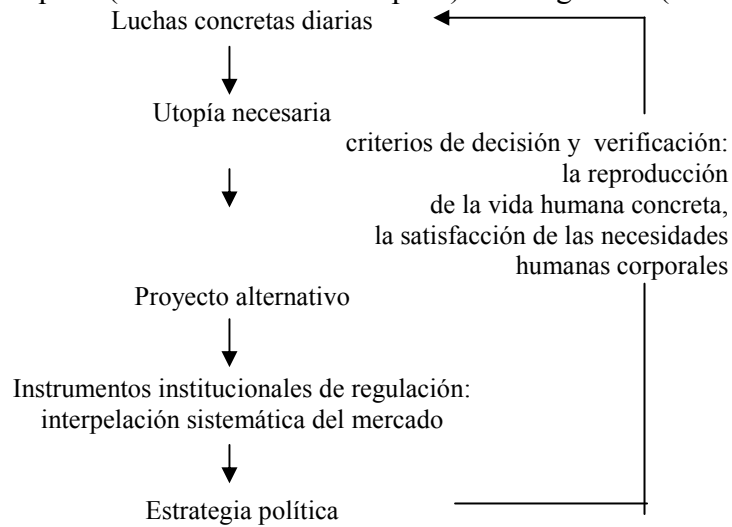 Luchas concretas diarias
Utopía necesaria
criterios de decisión y verificación:
la reproducción
de la vida humana concreta,
la satisfacción de las necesidades
humanas corporales
Proyecto alternativo
Instrumentos institucionales de regulación:
interpelación sistemática del mercado
Estrategia política